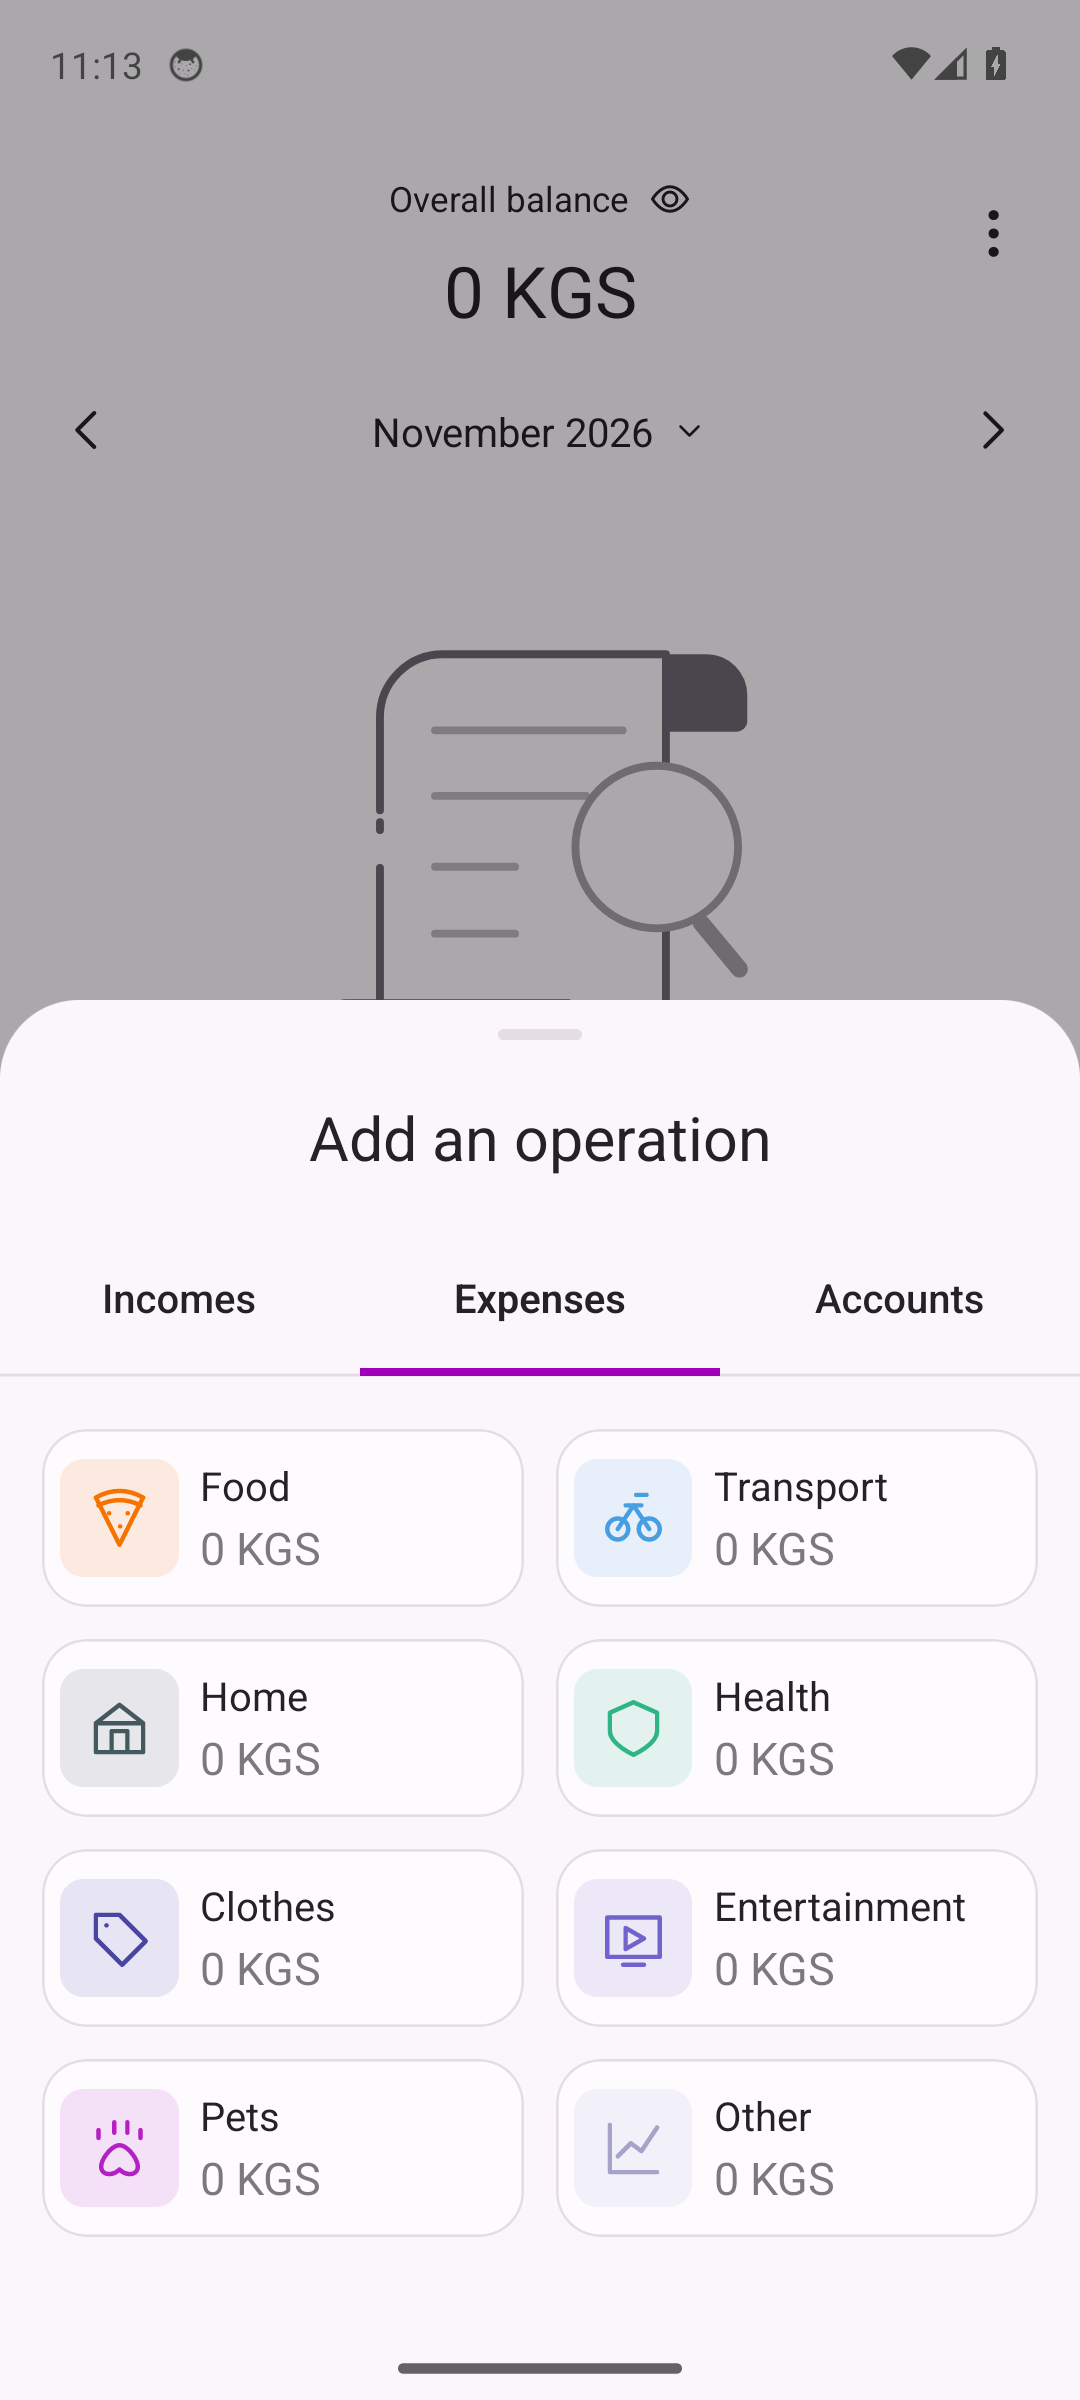 11:13
Overall balance
0 KGS
November 2026
Add an operation
Incomes
Expenses
Accounts
Food
0 KGS
Transport
0 KGS
Home
0 KGS
Health
0 KGS
Clothes
0 KGS
Entertainment
0 KGS
Pets
0 KGS
Other
0 KGS